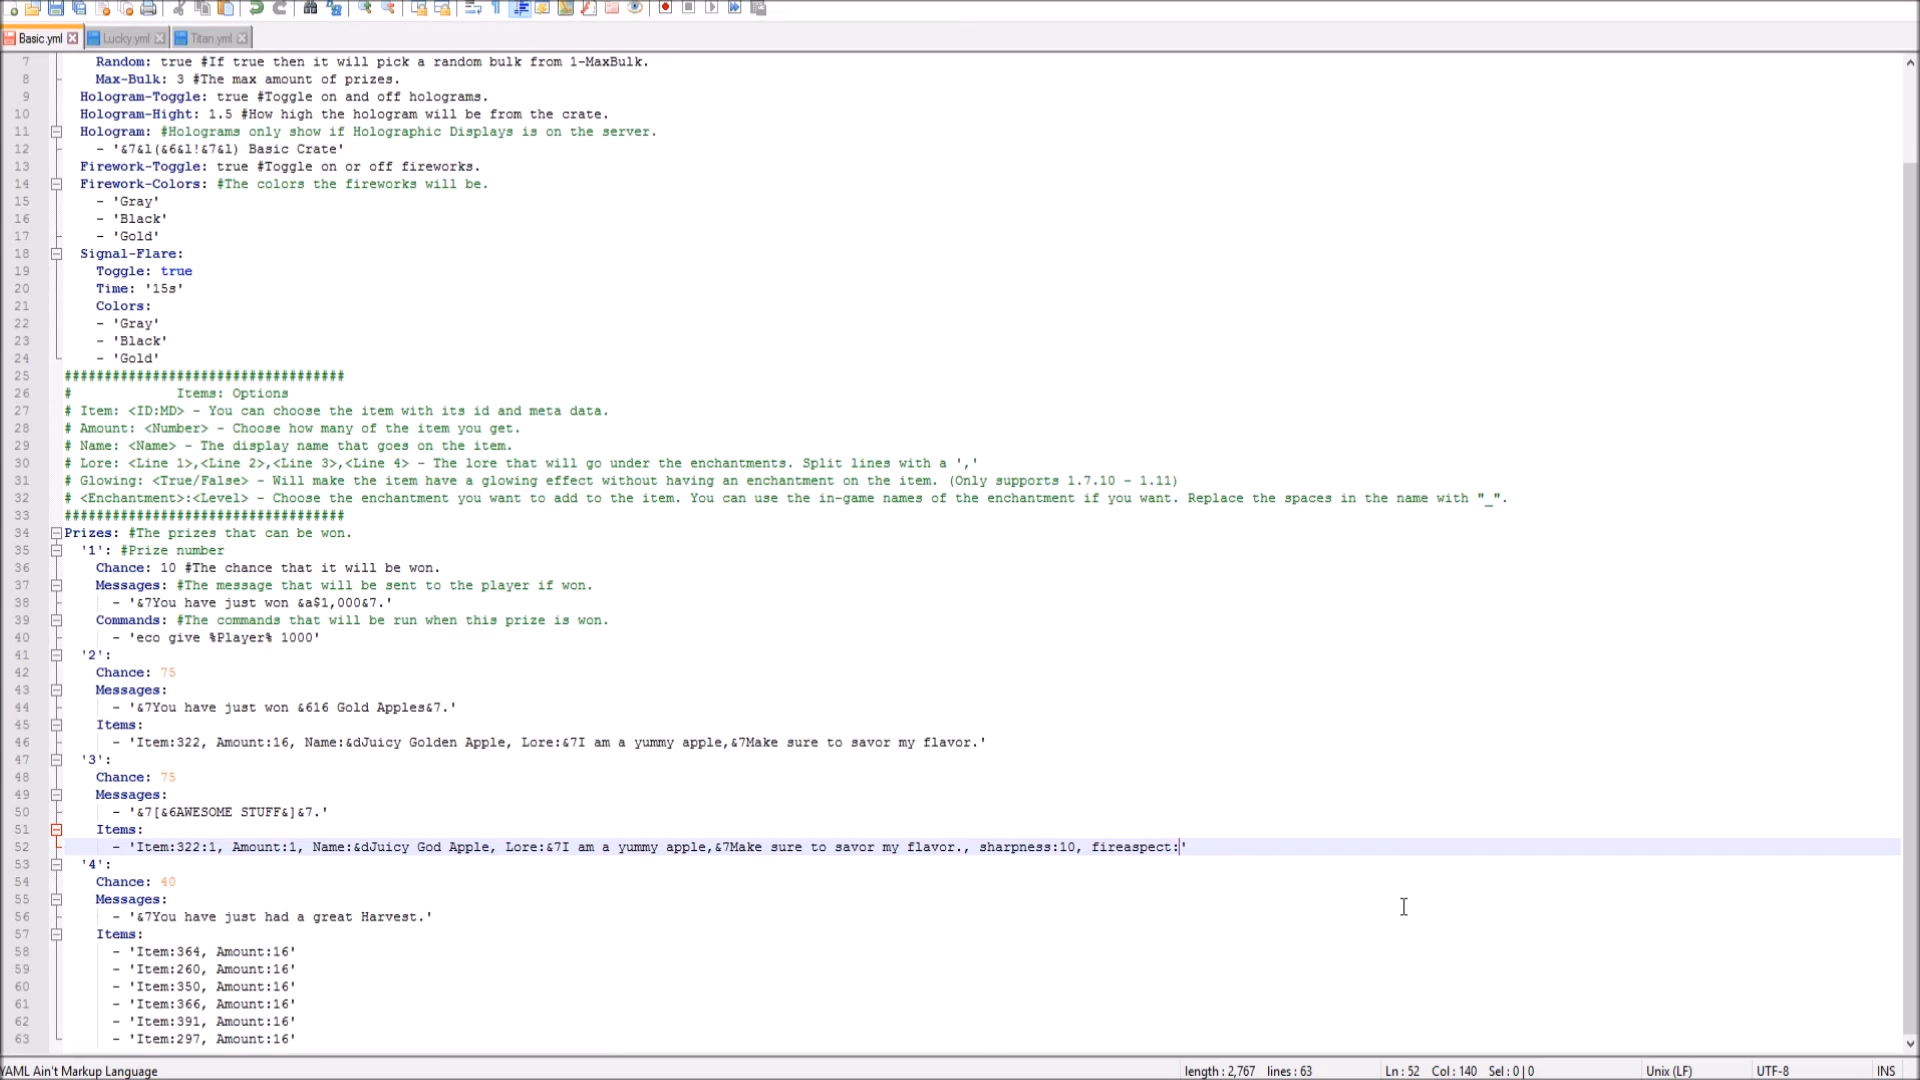 Basic.yml Lucky.yml Titan.yml
7 Random: true #If true then it will pick a random bulk from 1-MaxBulk.
8 Max-Bulk: 3 #The max amount of prizes.
9 Hologram-Toggle: true #Toggle on and off holograms.
10 Hologram-Hight: 1.5 #How high the hologram will be from the crate.
11 Hologram: #Holograms only show if Holographic Displays is on the server.
12 - '&7&l(&6&l!&7&l) Basic Crate'
13 Firework-Toggle: true #Toggle on or off fireworks.
14 Firework-Colors: #The colors the fireworks will be.
15 - 'Gray'
16 - 'Black'
17 - 'Gold'
18 Signal-Flare:
19 Toggle: true
20 Time: '15s'
21 Colors:
22 - 'Gray'
23 - 'Black'
24 - 'Gold'
25 ###################################
26 # Items: Options
27 # Item: <ID:MD> - You can choose the item with its id and meta data.
28 # Amount: <Number> - Choose how many of the item you get.
29 # Name: <Name> - The display name that goes on the item.
30 # Lore: <Line 1>,<Line 2>,<Line 3>,<Line 4> - The lore that will go under the enchantments. Split lines with a ','
31 # Glowing: <True/False> - Will make the item have a glowing effect without having an enchantment on the item. (Only supports 1.7.10 - 1.11)
32 # <Enchantment>:<Level> - Choose the enchantment you want to add to the item. You can use the in-game names of the enchantment if you want. Replace the spaces in the name with "_".
33 ###################################
34 Prizes: #The prizes that can be won.
35 '1': #Prize number
36 Chance: 10 #The chance that it will be won.
37 Messages: #The message that will be sent to the player if won.
38 - '&7You have just won &a$1,000&7.'
39 Commands: #The commands that will be run when this prize is won.
40 - 'eco give %Player% 1000'
41 '2':
42 Chance: 75
43 Messages:
44 - '&7You have just won &616 Gold Apples&7.'
45 Items:
46 - 'Item:322, Amount:16, Name:&dJuicy Golden Apple, Lore:&7I am a yummy apple,&7Make sure to savor my flavor.'
47 '3':
48 Chance: 75
49 Messages:
50 - '&7[&6AWESOME STUFF&]&7.'
51 Items:
52 - 'Item:322:1, Amount:1, Name:&dJuicy God Apple, Lore:&7I am a yummy apple,&7Make sure to savor my flavor., sharpness:10, fireaspect:'
53 '4':
54 Chance: 40
55 Messages:
56 - '&7You have just had a great Harvest.'
57 Items:
58 - 'Item:364, Amount:16'
59 - 'Item:260, Amount:16'
60 - 'Item:350, Amount:16'
61 - 'Item:366, Amount:16'
62 - 'Item:391, Amount:16'
63 - 'Item:297, Amount:16'
YAML Ain't Markup Language length : 2,767 lines : 63 Ln : 52 Col : 140 Sel : 0 | 0 Unix (LF) UTF-8 INS